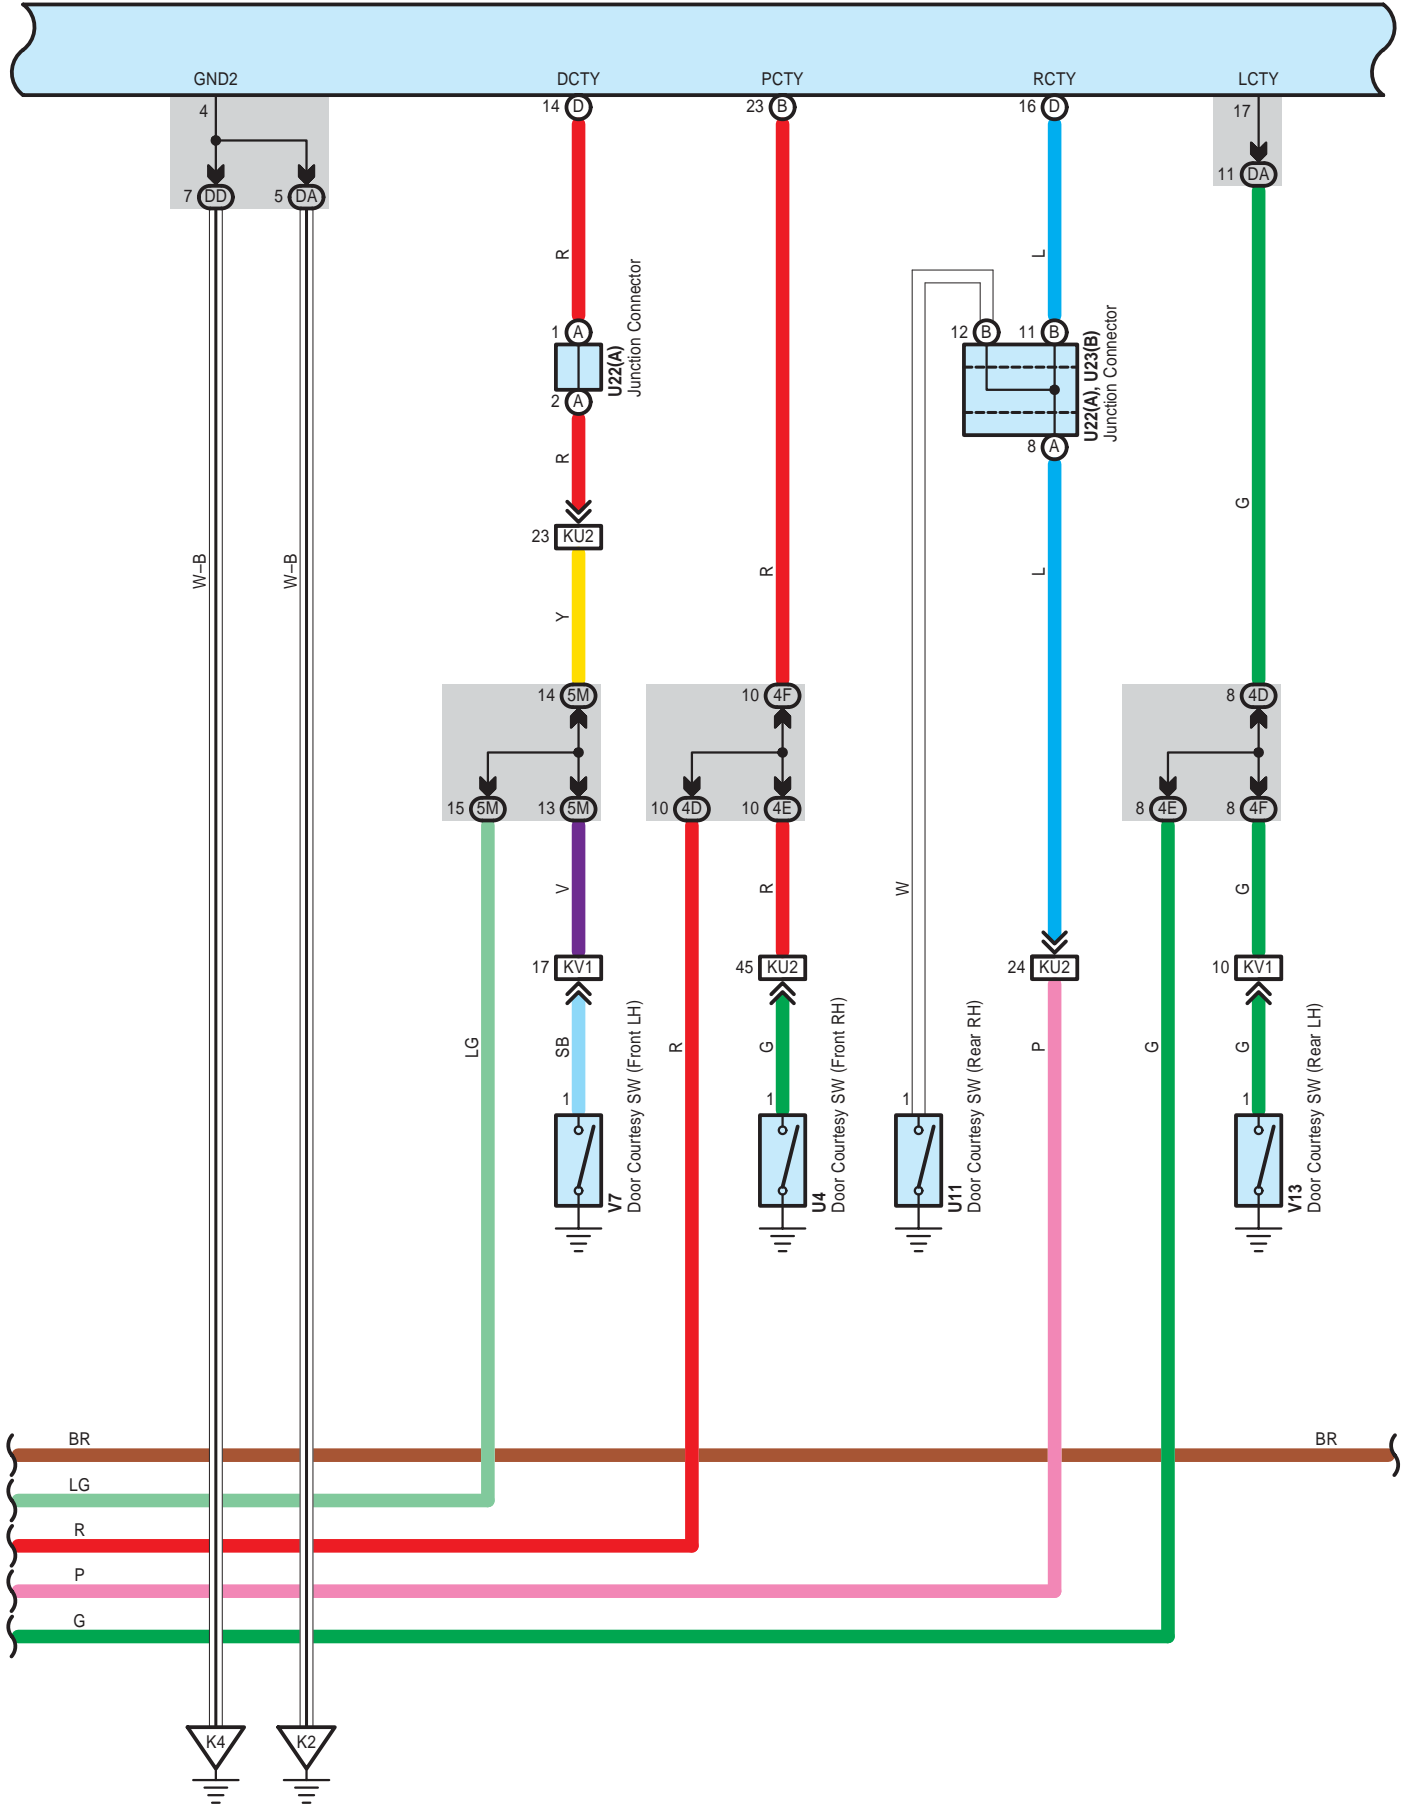 GND2 DCTY PCTY RCTY LCTY
4 14 D 23 B 16 D 17
7 DD 5 DA 11 DA
R L
1 A 12 B 11 B
U22(A)
Junction Connector
U22(A), U23(B)
Junction Connector
2 A
8 A
R
G
23 KU2
W–B W–B R L
Y
14 5M 10 4F 8 4D
15 5M 13 5M 10 4D 10 4E 8 4E 8 4F
V R W G
17 KV1 45 KU2 24 KU2 10 KV1
LG SB R G P G G
1 1 1 1
V7
Door Courtesy SW (Front LH)
U4
Door Courtesy SW (Front RH)
U11
Door Courtesy SW (Rear RH)
V13
Door Courtesy SW (Rear LH)
BR BR
LG
R
P
G
K4 K2